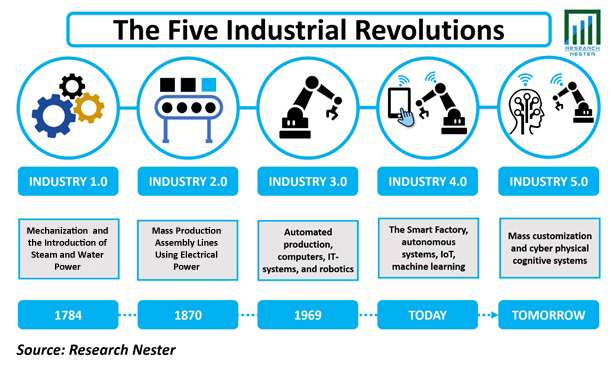 The Five Industrial Revolutions
RESEARCH
NESTER
INDUSTRY 1.0
INDUSTRY 2.0
INDUSTRY 3.0
INDUSTRY 4.0
INDUSTRY 5.0
Mechanization and
the Introduction of
Steam and Water
Power
Mass Production
Assembly Lines
Using Electrical
Power
Automated
production,
computers, IT-
systems, and robotics
The Smart Factory,
autonomous
systems, IoT,
machine learning
Mass customization
and cyber physical
cognitive systems
1784
1870
1969
TODAY
TOMORROW
Source: Research Nester